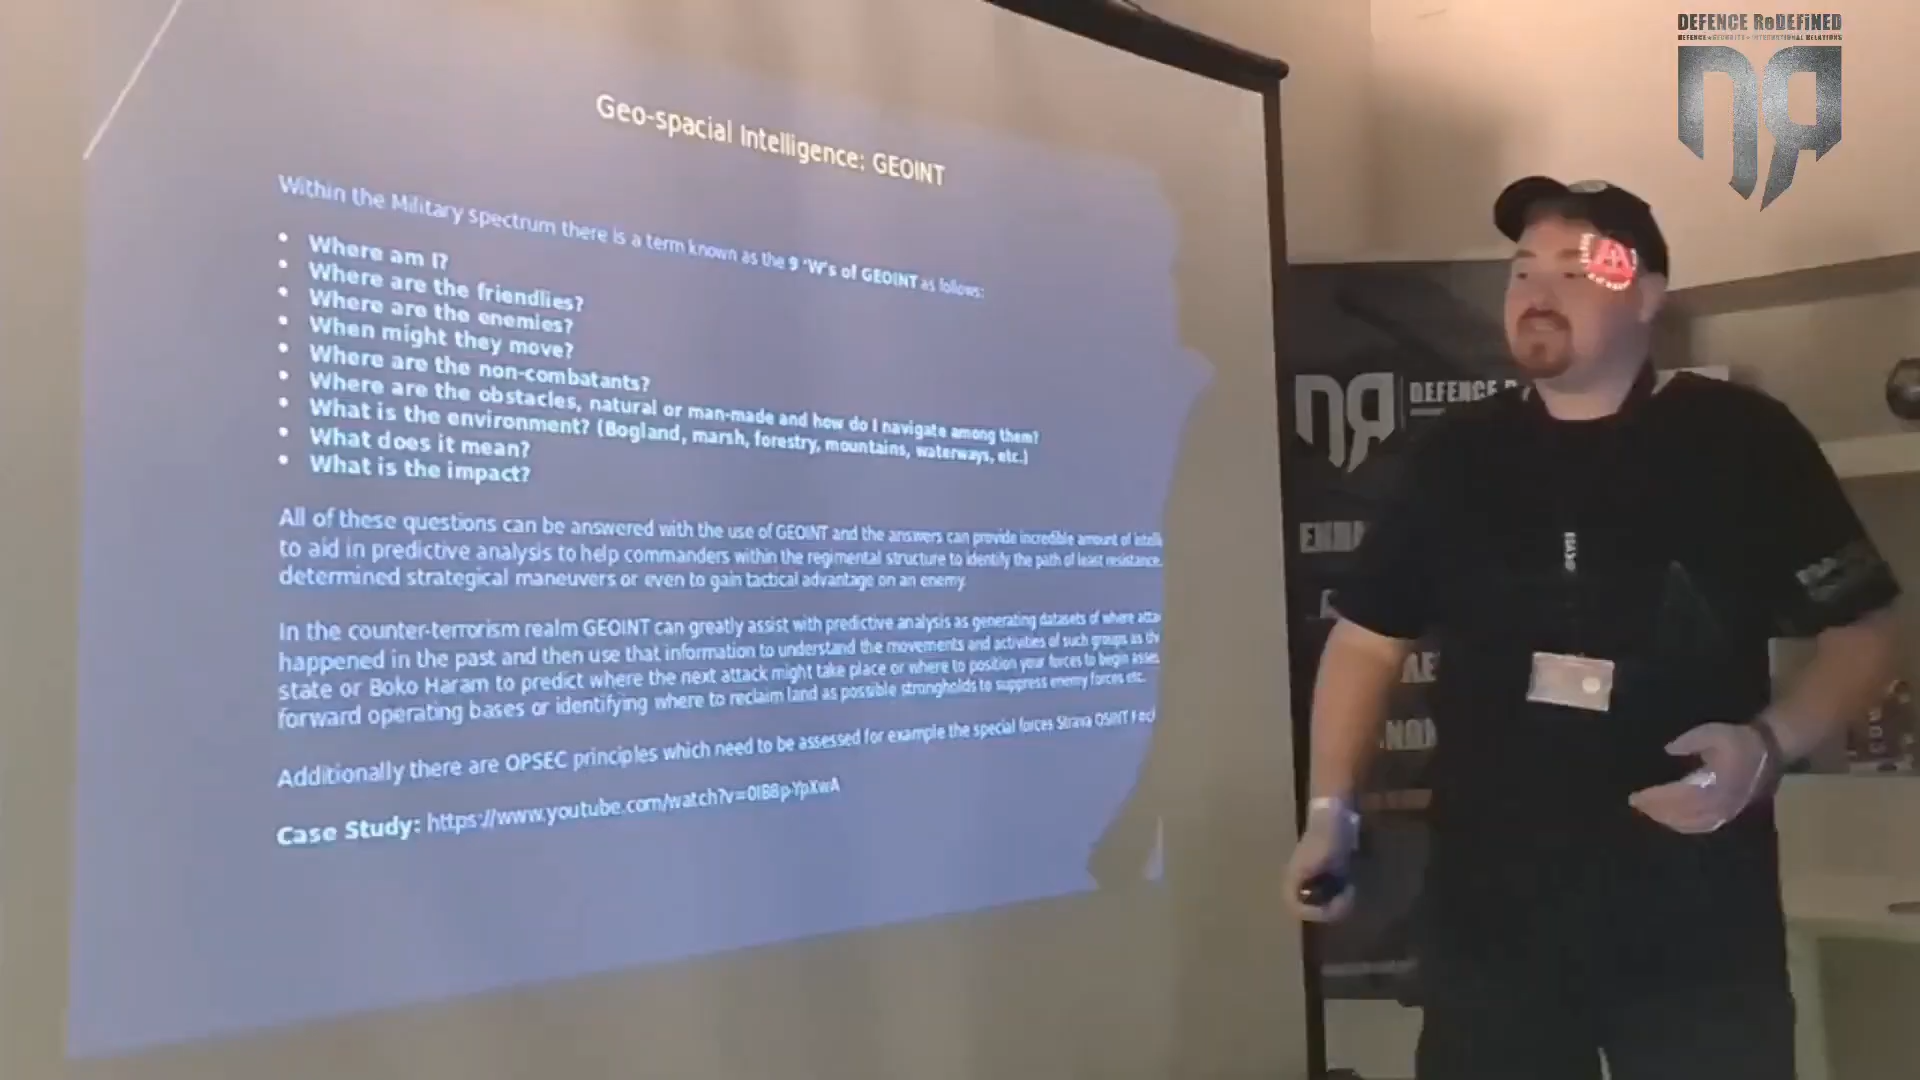 DEFENCE ReDEFiNED
DEFENCE • SECURITY • INTERNATIONAL RELATIONS
Geo-spacial Intelligence: GEOINT
Within the Military spectrum there is a term known as the 9 'W's of GEOINT as follows:
• Where am I?
• Where are the friendlies?
• Where are the enemies?
• When might they move?
• Where are the non-combatants?
• Where are the obstacles, natural or man-made and how do I navigate among them?
• What is the environment? (Bogland, marsh, forestry, mountains, waterways, etc.)
• What does it mean?
• What is the impact?
DEFENCE
All of these questions can be answered with the use of GEOINT and the answers can provide incredible amount of intelli
to aid in predictive analysis to help commanders within the regimental structure to identify the path of least resistance,
determined strategical maneuvers or even to gain tactical advantage on an enemy.
In the counter-terrorism realm GEOINT can greatly assist with predictive analysis as generating datasets of where atta
happened in the past and then use that information to understand the movements and activities of such groups as th
state or Boko Haram to predict where the next attack might take place or where to position your forces to begin asses
forward operating bases or identifying where to reclaim land as possible strongholds to suppress enemy forces etc.
Additionally there are OPSEC principles which need to be assessed for example the special forces Strava OSINT
Case Study: https://www.youtube.com/watch?v=0IB8p-YpXwA